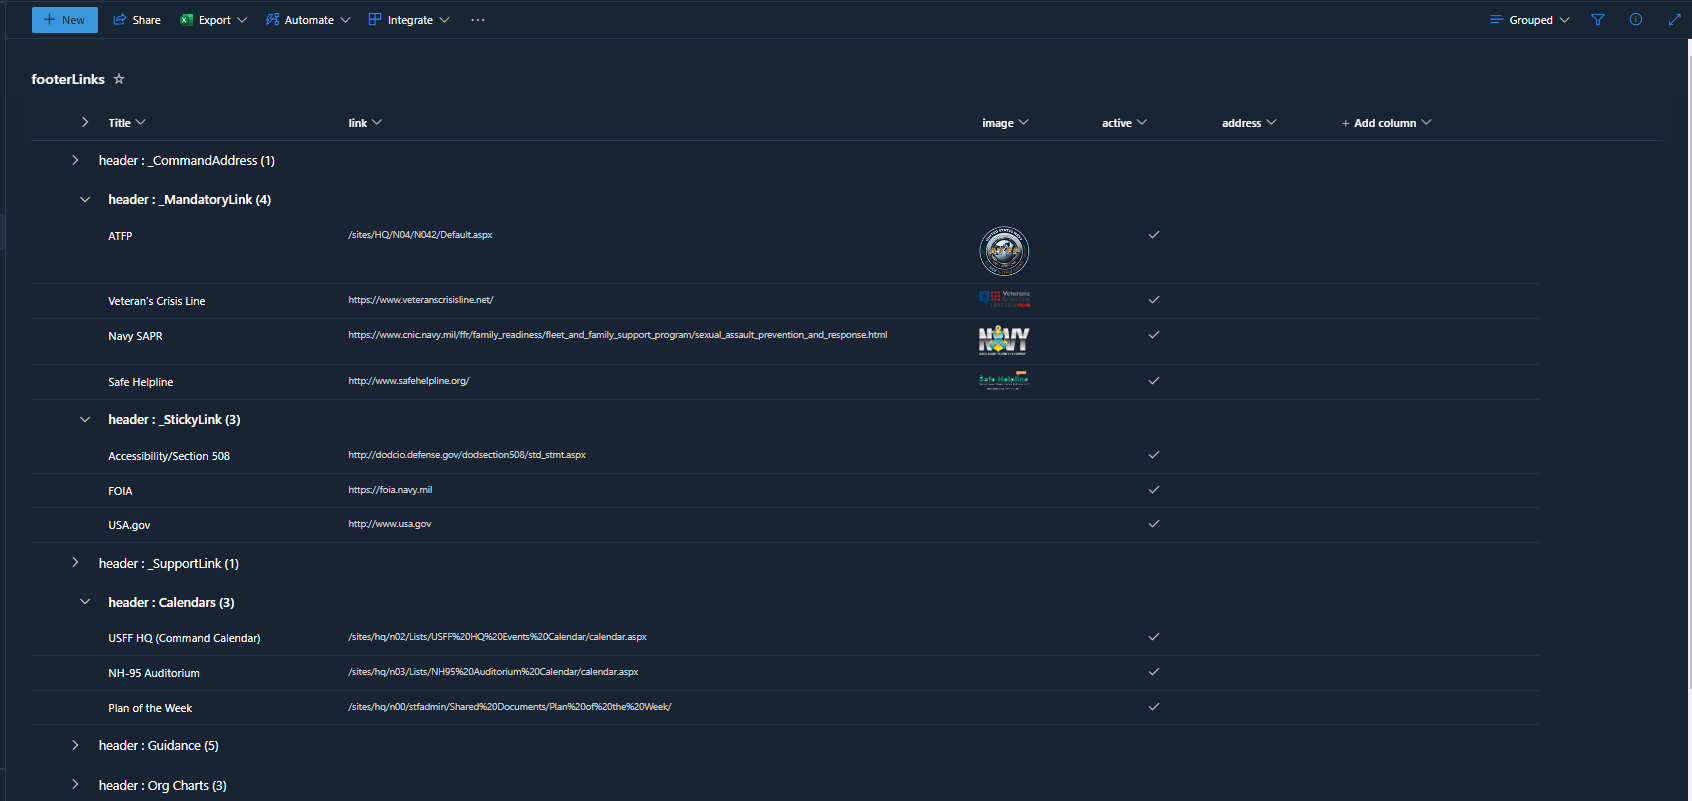 + New Share Export Automate Integrate ... Grouped
footerLinks
Title link image active address + Add column
header : _CommandAddress (1)
header : _MandatoryLink (4)
ATFP /sites/HQ/N04/N042/Default.aspx ATFP
Veteran's Crisis Line https://www.veteranscrisisline.net/ Veterans
Navy SAPR https://www.cnic.navy.mil/ffr/family_readiness/fleet_and_family_support_program/sexual_assault_prevention_and_response.html NAVY
Safe Helpline http://www.safehelpline.org/ Safe Helpline
header : _StickyLink (3)
Accessibility/Section 508 http://dodcio.defense.gov/dodsection508/std_stmt.aspx
FOIA https://foia.navy.mil
USA.gov http://www.usa.gov
header : _SupportLink (1)
header : Calendars (3)
USFF HQ (Command Calendar) /sites/hq/n02/Lists/USFF%20HQ%20Events%20Calendar/calendar.aspx
NH-95 Auditorium /sites/hq/n03/Lists/NH95%20Auditorium%20Calendar/calendar.aspx
Plan of the Week /sites/hq/n00/stfadmin/Shared%20Documents/Plan%20of%20the%20Week/
header : Guidance (5)
header : Org Charts (3)